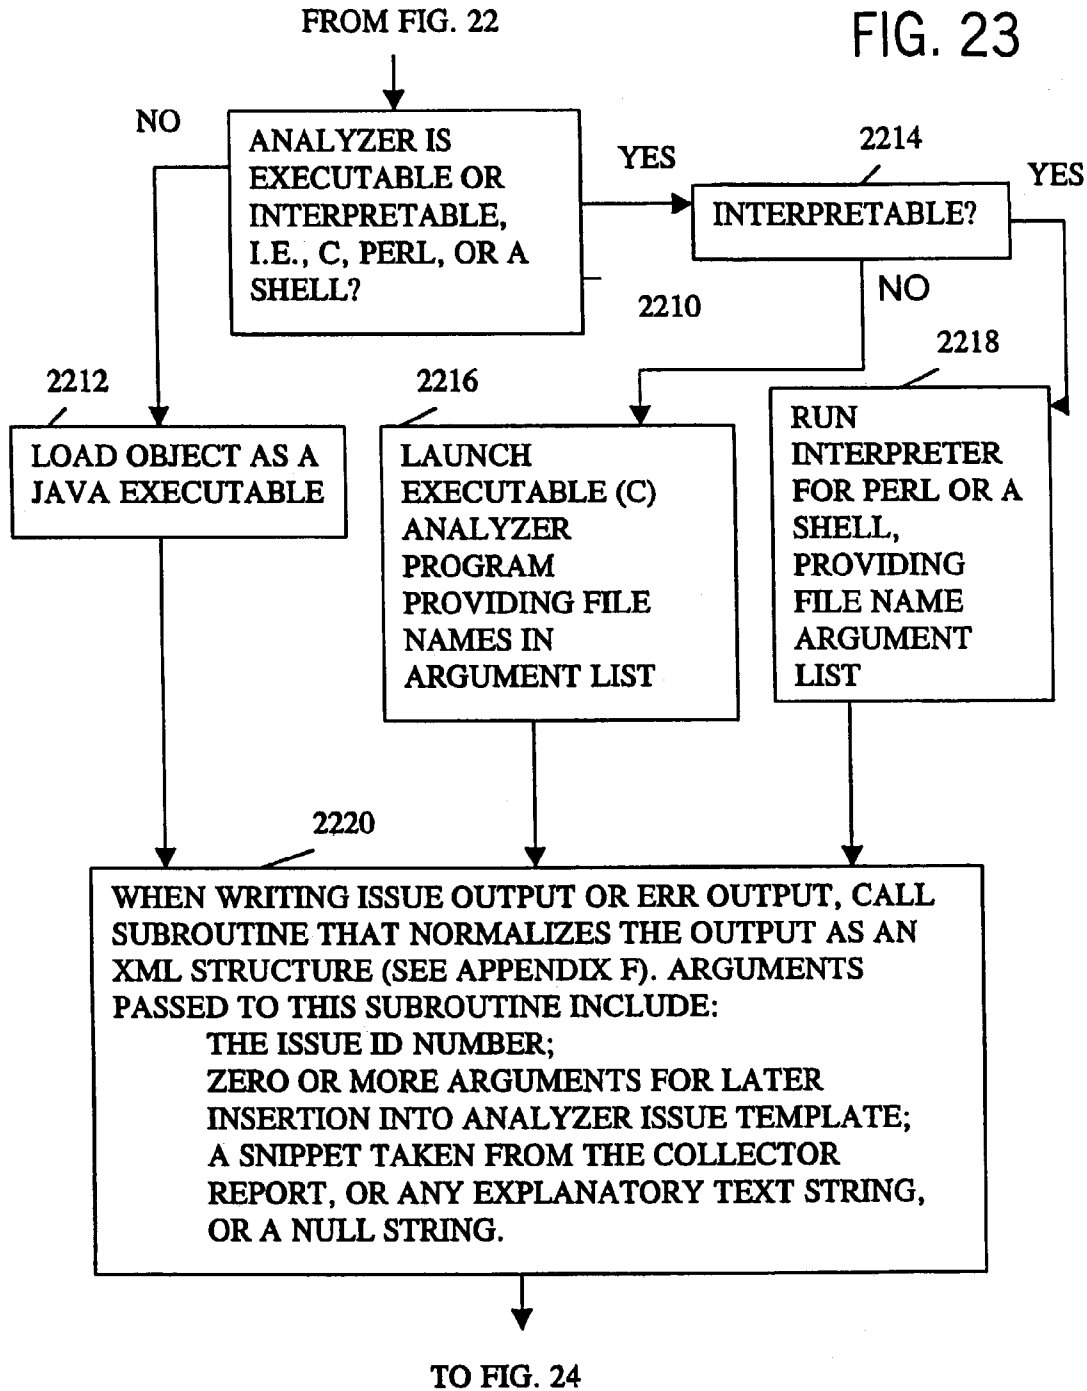 FROM FIG. 22
FIG. 23
NO
ANALYZER IS
EXECUTABLE OR
INTERPRETABLE,
I.E., C, PERL, OR A
SHELL?
YES
2214
YES
INTERPRETABLE?
2210
NO
2212
2216
2218
LOAD OBJECT AS A
JAVA EXECUTABLE
LAUNCH
EXECUTABLE (C)
ANALYZER
PROGRAM
PROVIDING FILE
NAMES IN
ARGUMENT LIST
RUN
INTERPRETER
FOR PERL OR A
SHELL,
PROVIDING
FILE NAME
ARGUMENT
LIST
2220
WHEN WRITING ISSUE OUTPUT OR ERR OUTPUT, CALL
SUBROUTINE THAT NORMALIZES THE OUTPUT AS AN
XML STRUCTURE (SEE APPENDIX F). ARGUMENTS
PASSED TO THIS SUBROUTINE INCLUDE:
THE ISSUE ID NUMBER;
ZERO OR MORE ARGUMENTS FOR LATER
INSERTION INTO ANALYZER ISSUE TEMPLATE;
A SNIPPET TAKEN FROM THE COLLECTOR
REPORT, OR ANY EXPLANATORY TEXT STRING,
OR A NULL STRING.
TO FIG. 24